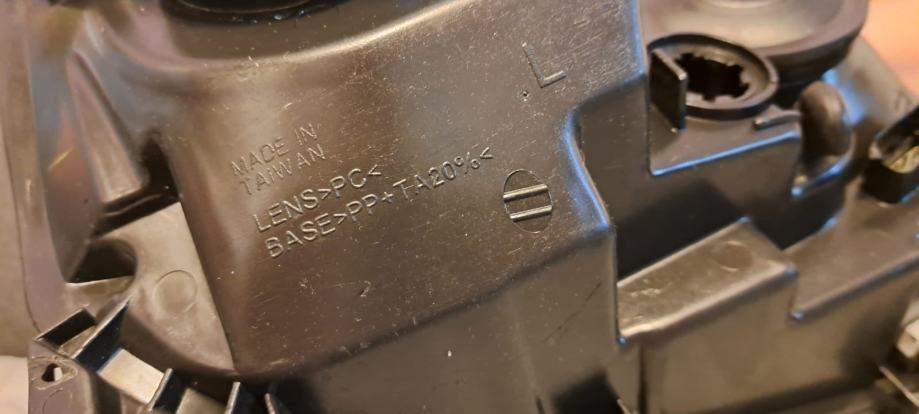 L
MADE IN
TAIWAN
LENS>PC<
BASE>PP+TA20%<